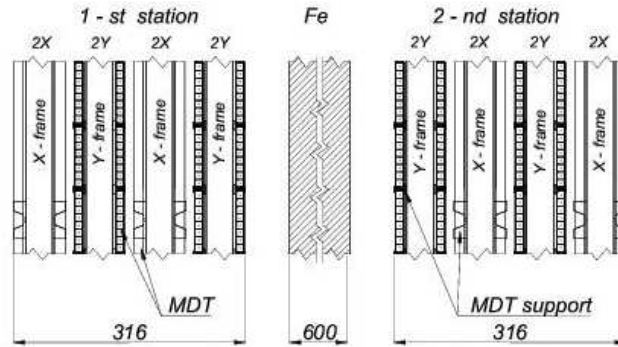 1 - st station Fe 2 - nd station
2X 2Y 2X 2Y 2Y 2X 2Y 2X
X - frame Y - frame X - frame Y - frame Y - frame X - frame Y - frame X - frame
MDT MDT support
316 600 316